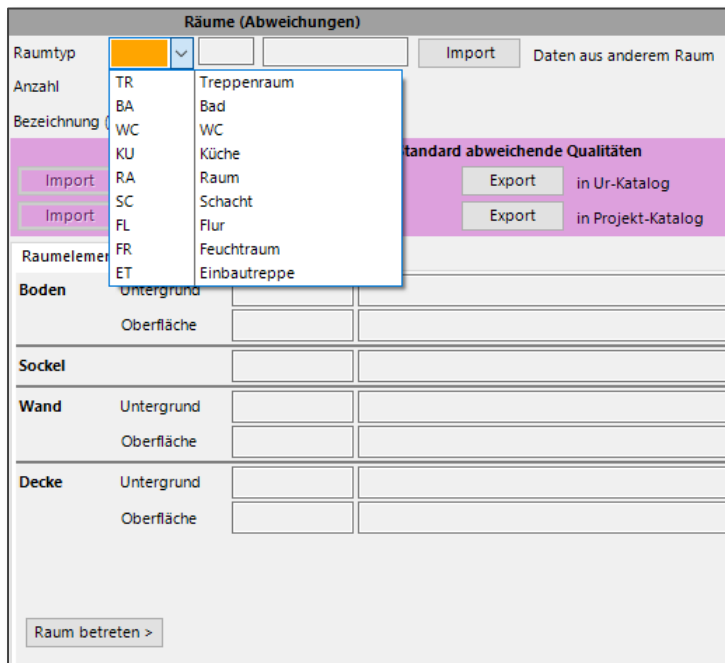 Räume (Abweichungen)
Raumtyp Import Daten aus anderem Raum
Anzahl
Bezeichnung (
TR Treppenraum
BA Bad
WC WC
KU Küche
RA Raum
SC Schacht
FL Flur
FR Feuchtraum
ET Einbautreppe
Standard abweichende Qualitäten
Import Export in Ur-Katalog
Import Export in Projekt-Katalog
Raumelemen
Boden Untergrund
Oberfläche
Sockel
Wand Untergrund
Oberfläche
Decke Untergrund
Oberfläche
Raum betreten >